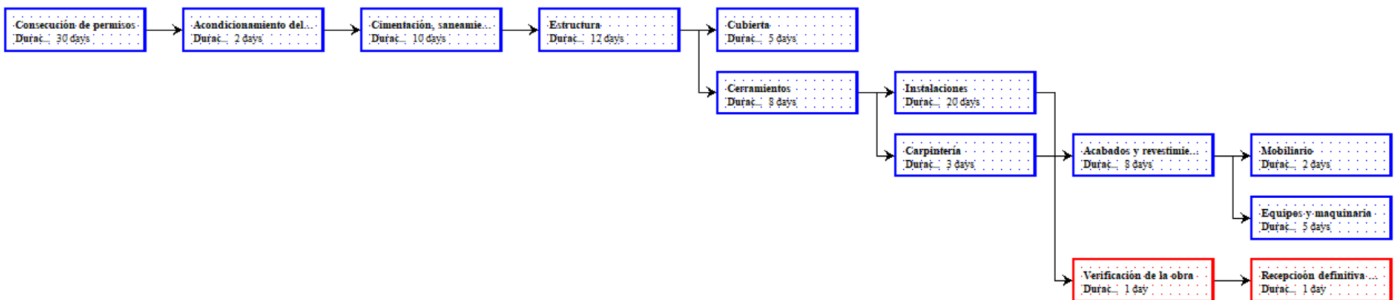 Consecución de permisos
Durac... 30 days
Acondicionamiento del...
Durac... 2 days
Cimentación, saneamie...
Durac... 10 days
Estructura
Durac... 12 days
Cubierta
Durac... 5 days
Cerramientos
Durac... 8 days
Instalaciones
Durac... 20 days
Carpintería
Durac... 3 days
Acabados y revestimie...
Durac... 8 days
Mobiliario
Durac... 2 days
Equipos y maquinaria
Durac... 5 days
Verificación de la obra
Durac... 1 day
Recepcioón definitiva ...
Durac... 1 day